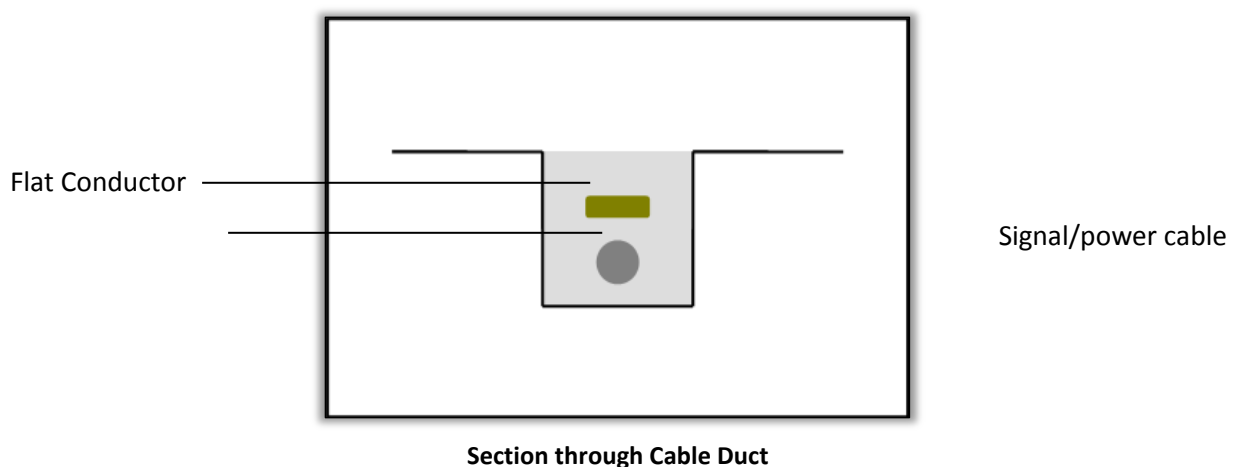 Flat Conductor
Signal/power cable
Section through Cable Duct